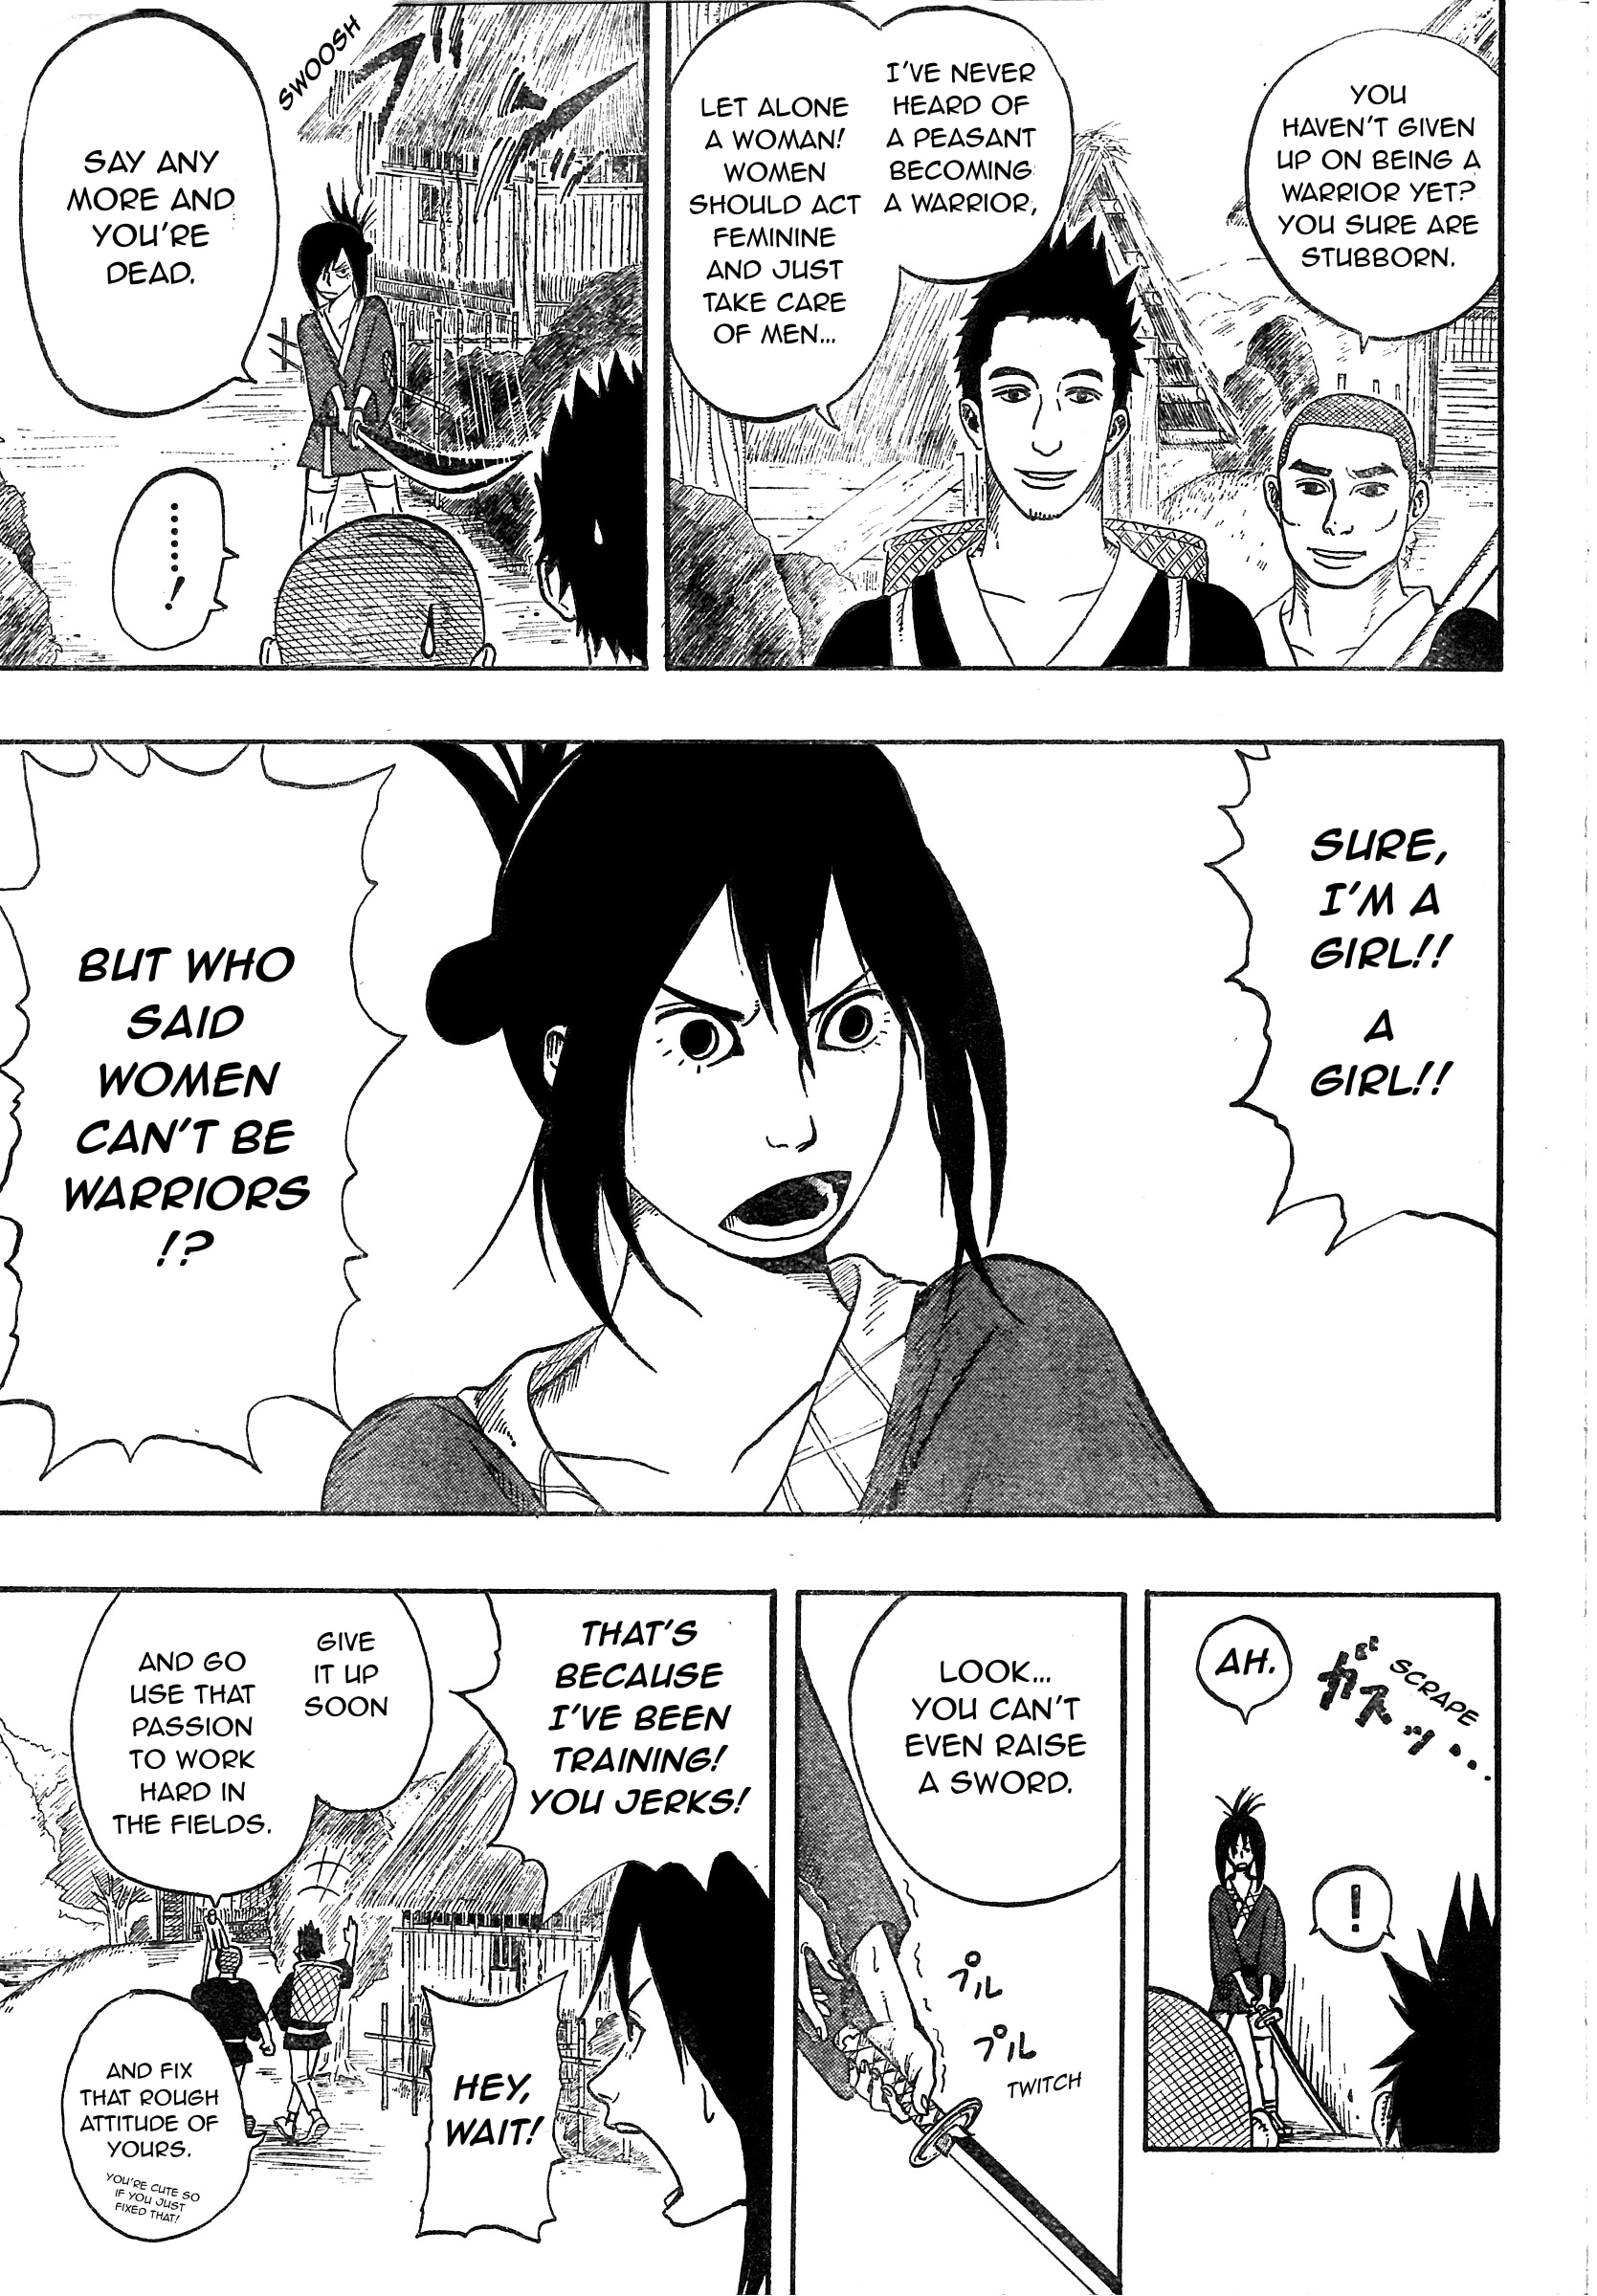 YOU
HAVEN'T GIVEN
UP ON BEING A
WARRIOR YET?
YOU SURE ARE
STUBBORN.
I'VE NEVER
HEARD OF
A PEASANT
BECOMING
A WARRIOR,
LET ALONE
A WOMAN!
WOMEN
SHOULD ACT
FEMININE
AND JUST
TAKE CARE
OF MEN...
SWOOSH
SAY ANY
MORE AND
YOU'RE
DEAD.
......!
SURE,
I'M A
GIRL!!
A
GIRL!!
BUT WHO
SAID
WOMEN
CAN'T BE
WARRIORS
!?
AH.
ガスッ...
SCRAPE
!
LOOK...
YOU CAN'T
EVEN RAISE
A SWORD.
プル
プル
TWITCH
THAT'S
BECAUSE
I'VE BEEN
TRAINING!
YOU JERKS!
GIVE
IT UP
SOON
AND GO
USE THAT
PASSION
TO WORK
HARD IN
THE FIELDS.
HEY,
WAIT!
AND FIX
THAT ROUGH
ATTITUDE OF
YOURS.
YOU'RE CUTE SO
IF YOU JUST
FIXED THAT!